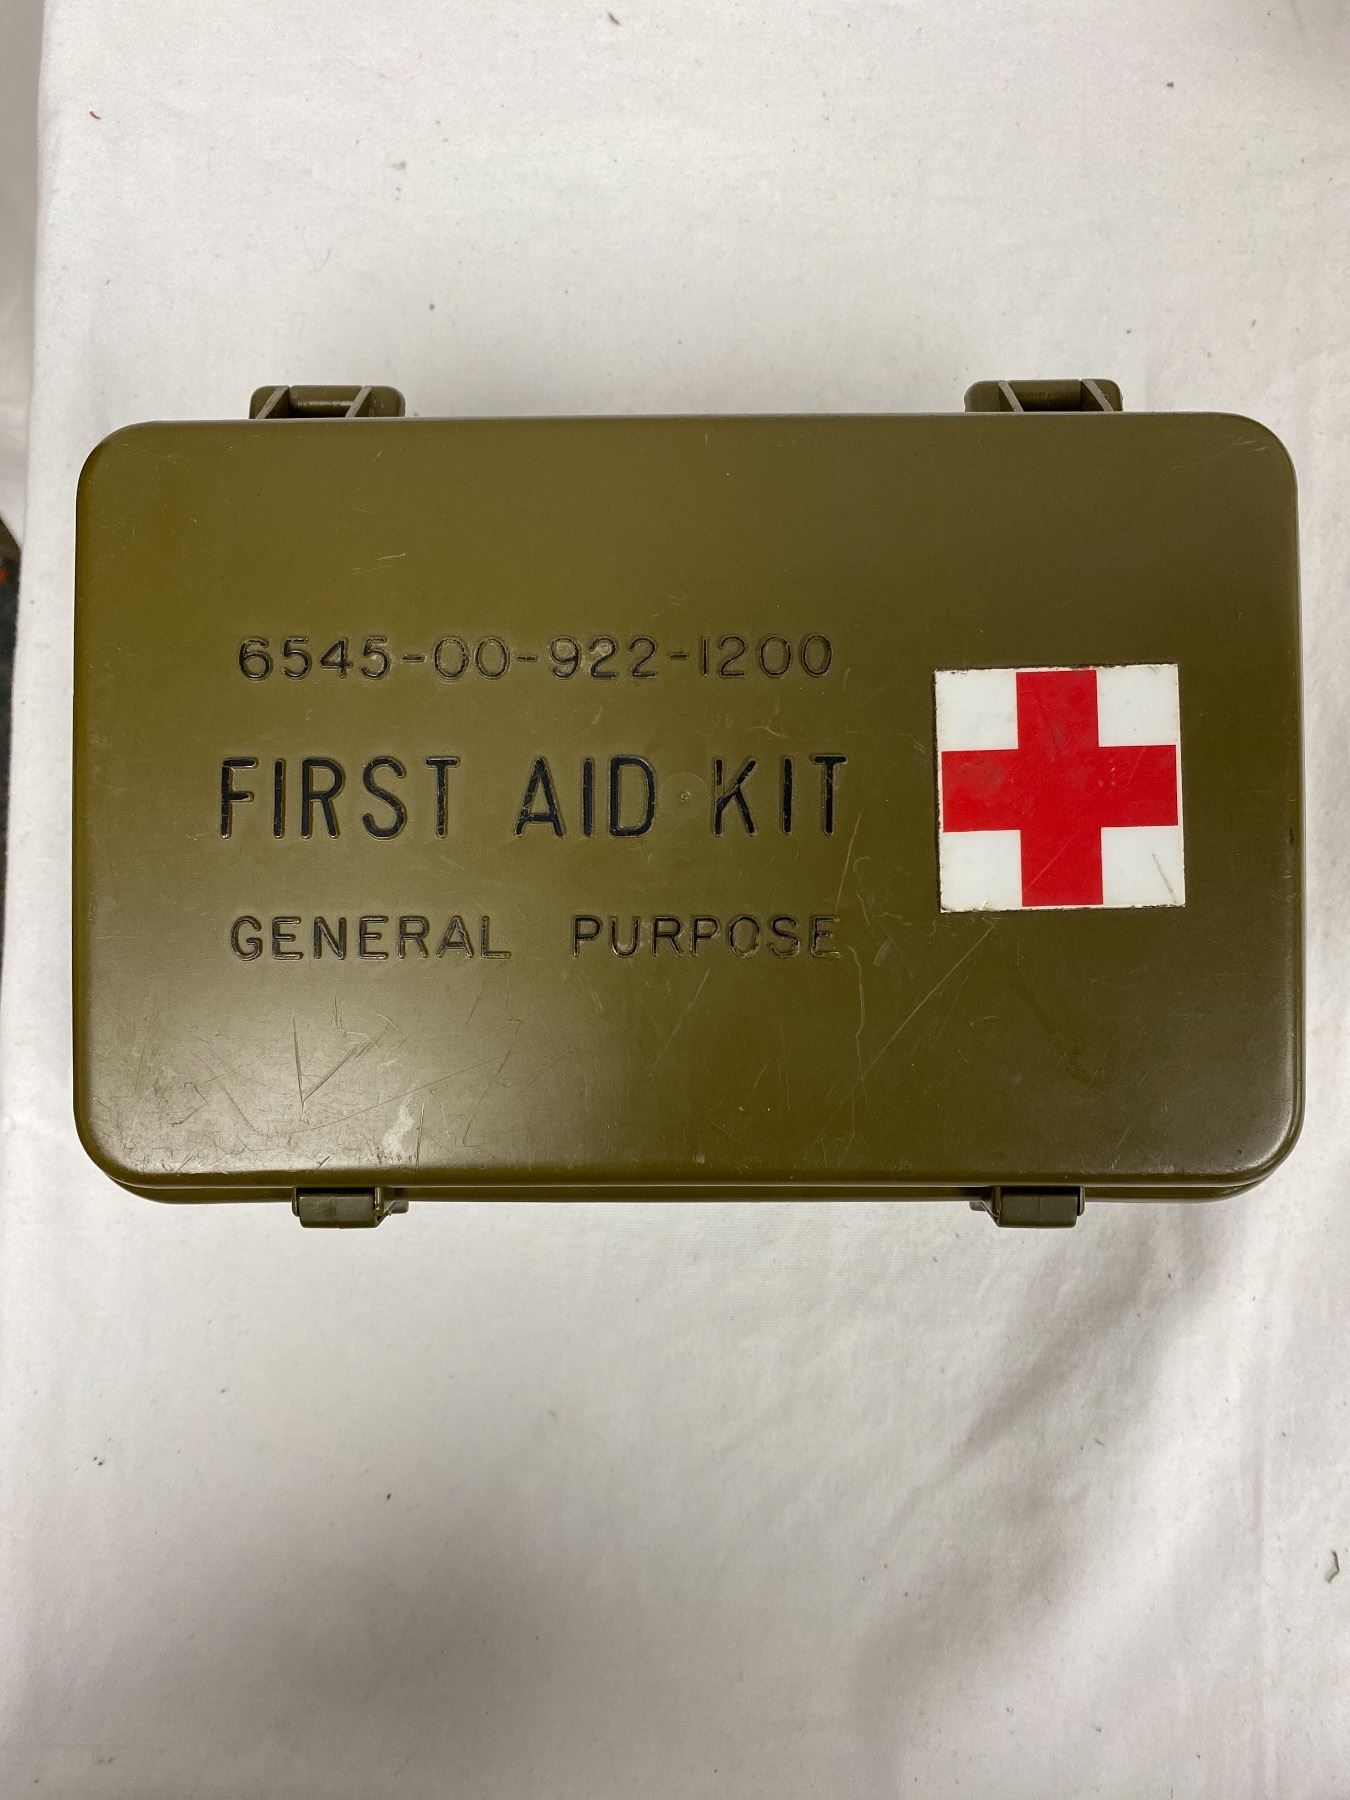 6545-00-922-1200
FIRST AID KIT
GENERAL PURPOSE